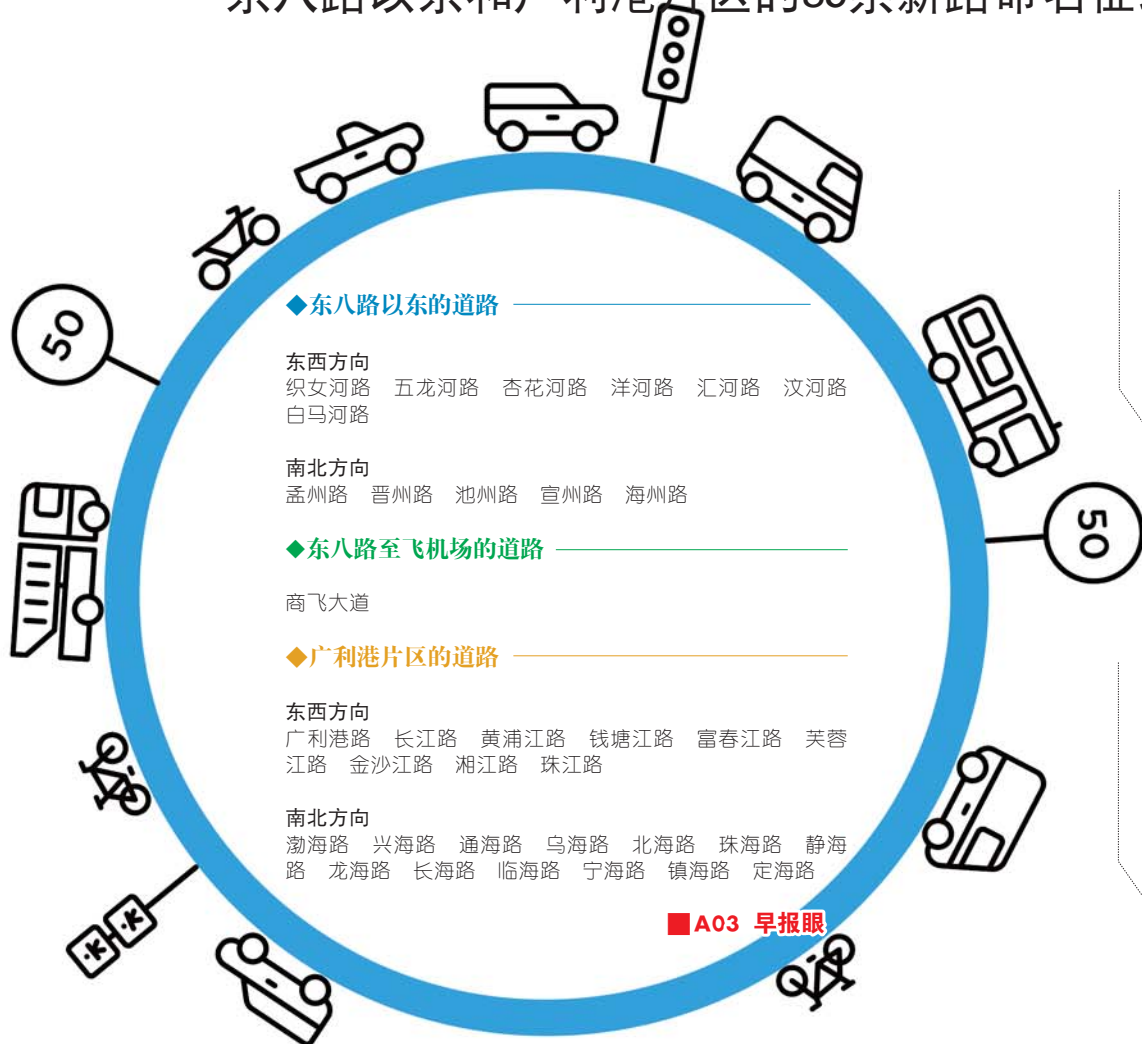 ◆东八路以东的道路
东西方向
织女河路 五龙河路 杏花河路 洋河路 汇河路 汶河路
白马河路
南北方向
孟州路 晋州路 池州路 宣州路 海州路
◆东八路至飞机场的道路
商飞大道
◆广利港片区的道路
东西方向
广利港路 长江路 黄浦江路 钱塘江路 富春江路 芙蓉
江路 金沙江路 湘江路 珠江路
南北方向
渤海路 兴海路 通海路 乌海路 北海路 珠海路 静海
路 龙海路 长海路 临海路 宁海路 镇海路 定海路
■A03 早报眼
50
50